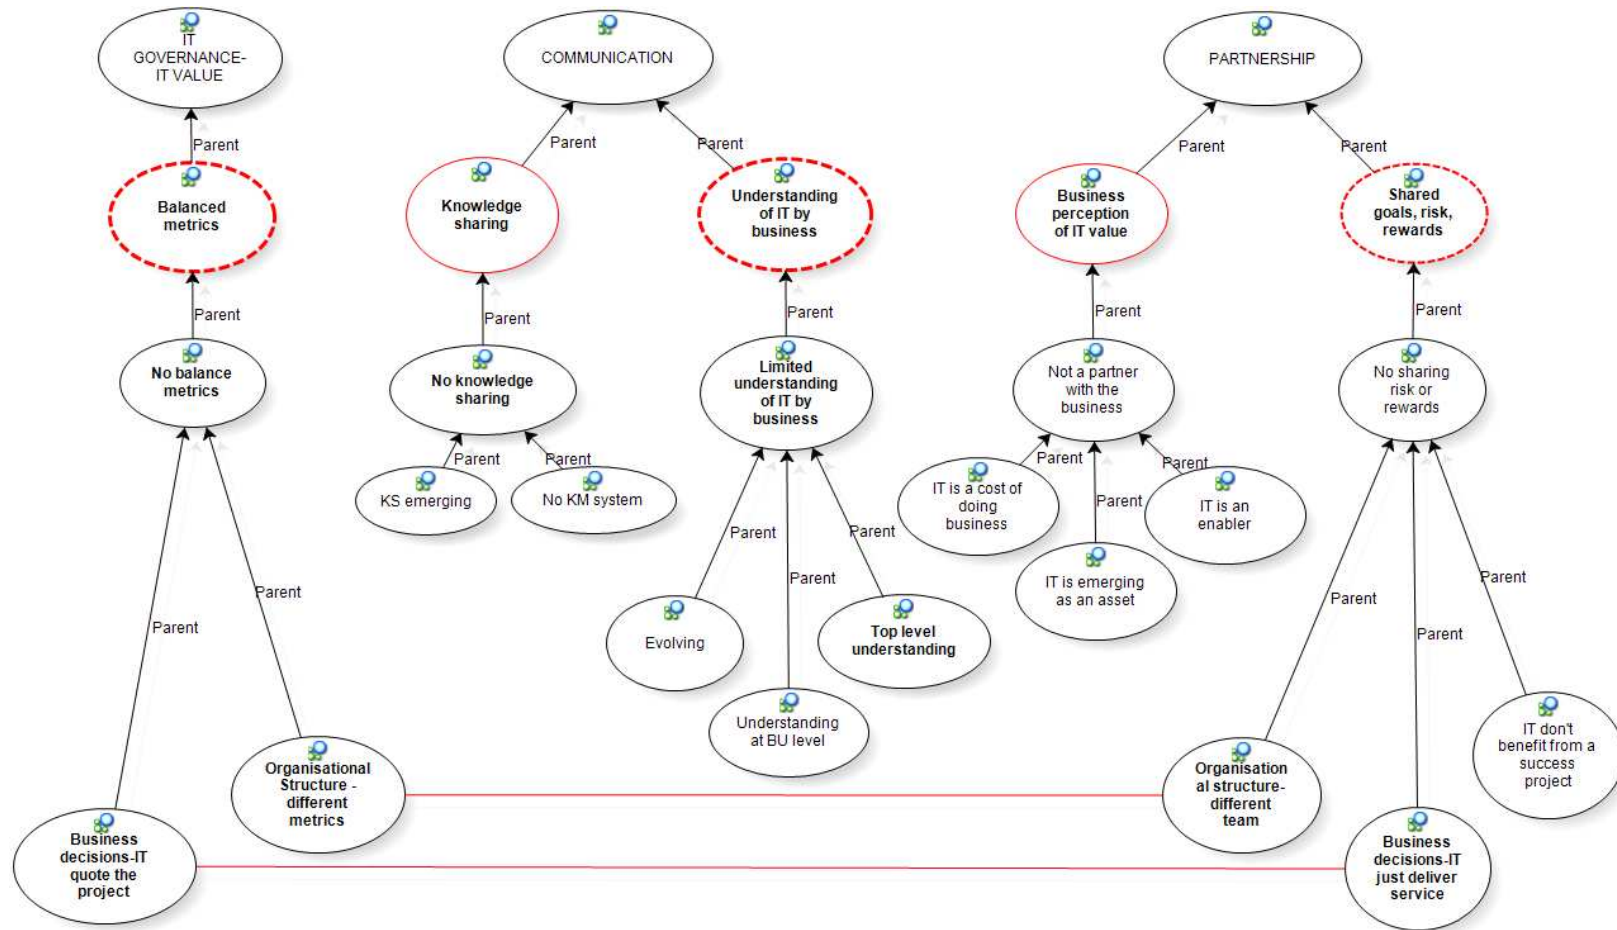 IT
GOVERNANCE-
IT VALUE
COMMUNICATION
PARTNERSHIP
Parent
Parent
Parent
Parent
Parent
Balanced
metrics
Knowledge
sharing
Understanding
of IT by
business
Business
perception
of IT value
Shared
goals, risk,
rewards
Parent
Parent
Parent
Parent
Parent
No balance
metrics
No knowledge
sharing
Limited
understanding
of IT by
business
Not a partner
with the
business
No sharing
risk or
rewards
Parent
Parent
Parent
Parent
KS emerging
No KM system
IT is a cost of
doing
business
IT is an
enabler
Parent
Parent
Parent
Parent
Parent
IT is emerging
as an asset
Parent
Parent
Parent
Parent
Parent
Evolving
Top level
understanding
Understanding
at BU level
IT don't
benefit from a
success
project
Organisational
Structure -
different
metrics
Organisation
al structure-
different
team
Business
decisions-IT
quote the
project
Business
decisions-IT
just deliver
service